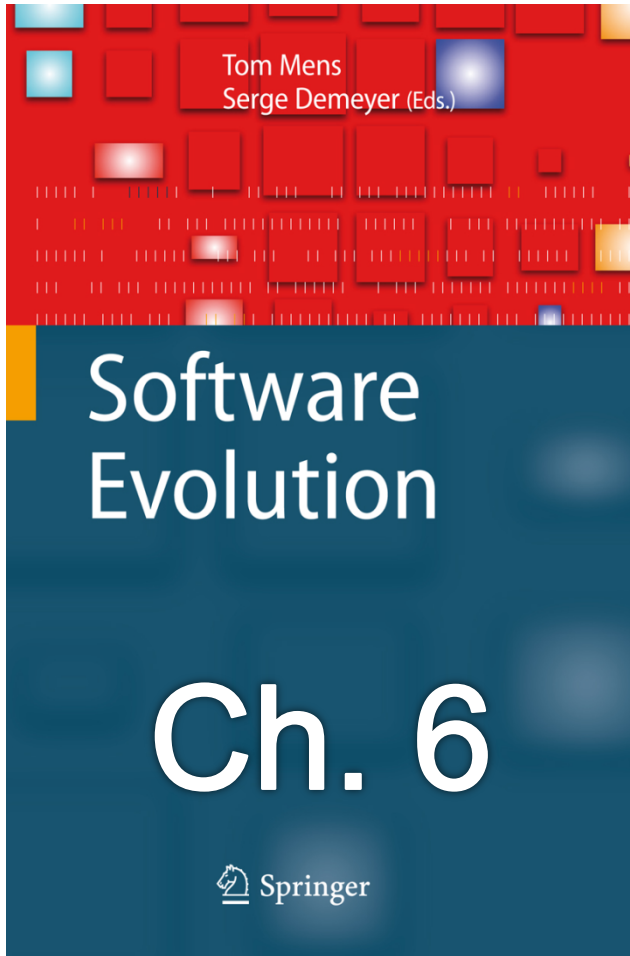 Tom Mens
Serge Demeyer (Eds.)
Software
Evolution
Ch. 6
Springer